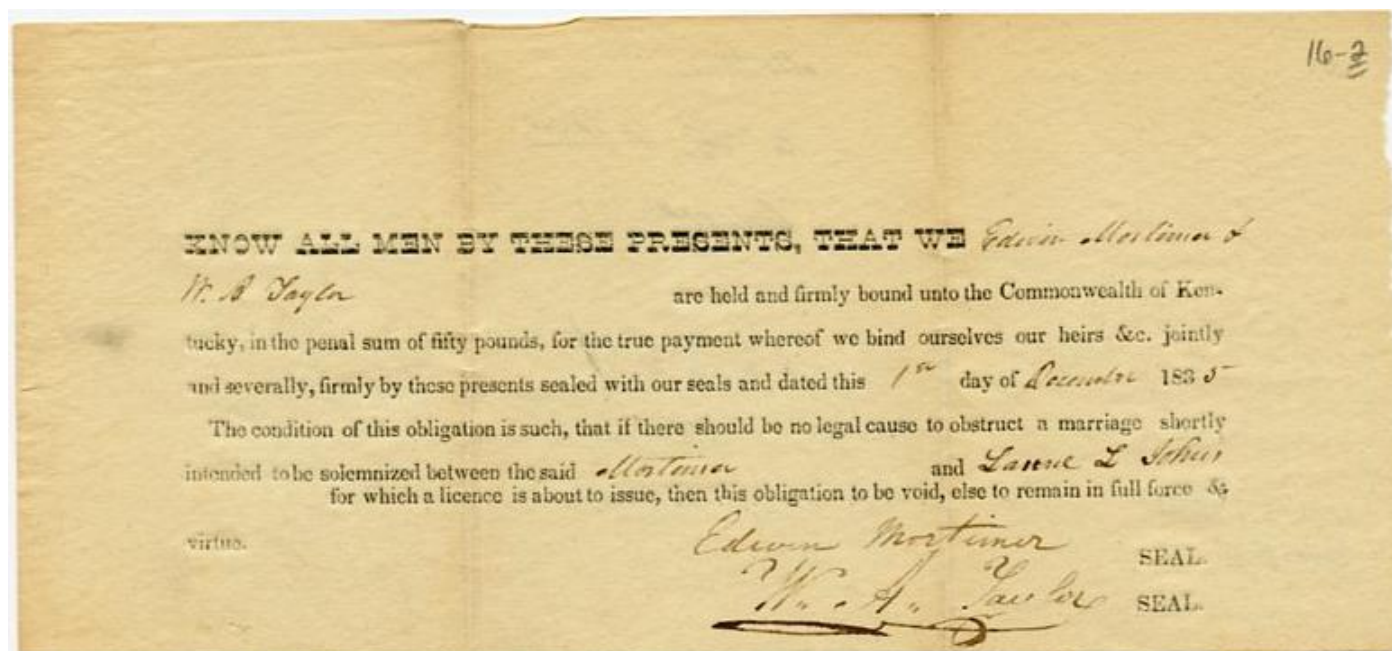 16-2
KNOW ALL MEN BY THESE PRESENTS, THAT WE Edwin Mortimer &
W. A Taylor are held and firmly bound unto the Commonwealth of Ken-
tucky, in the penal sum of fifty pounds, for the true payment whereof we bind ourselves our heirs &c. jointly
and severally, firmly by these presents sealed with our seals and dated this 1st day of December 1835
The condition of this obligation is such, that if there should be no legal cause to obstruct a marriage shortly
intended to be solemnized between the said Mortimer and L
for which a licence is about to issue, then this obligation to be void, else to remain in full force &
virtue.
Edwin Mortimer SEAL.
W. A. Taylor SEAL.